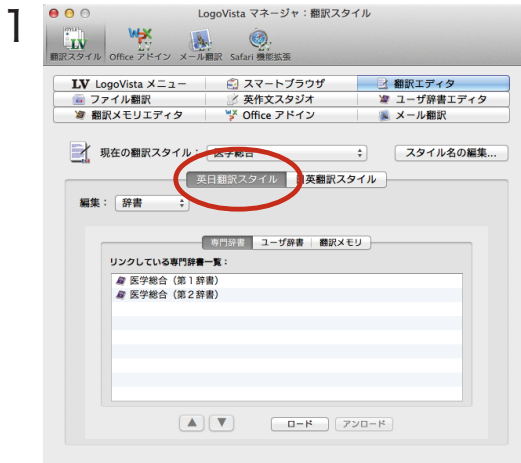 1
LogoVista マネージャ：翻訳スタイル
翻訳スタイル Office アドイン メール翻訳 Safari 機能拡張
LV LogoVista メニュー スマートブラウザ 翻訳エディタ
ファイル翻訳 英作文スタジオ ユーザ辞書エディタ
翻訳メモリエディタ Office アドイン メール翻訳
現在の翻訳スタイル： 医学総合 スタイル名の編集...
英日翻訳スタイル 日英翻訳スタイル
編集： 辞書
専門辞書 ユーザ辞書 翻訳メモリ
リンクしている専門辞書一覧：
医学総合（第１辞書）
医学総合（第２辞書）
ロード アンロード